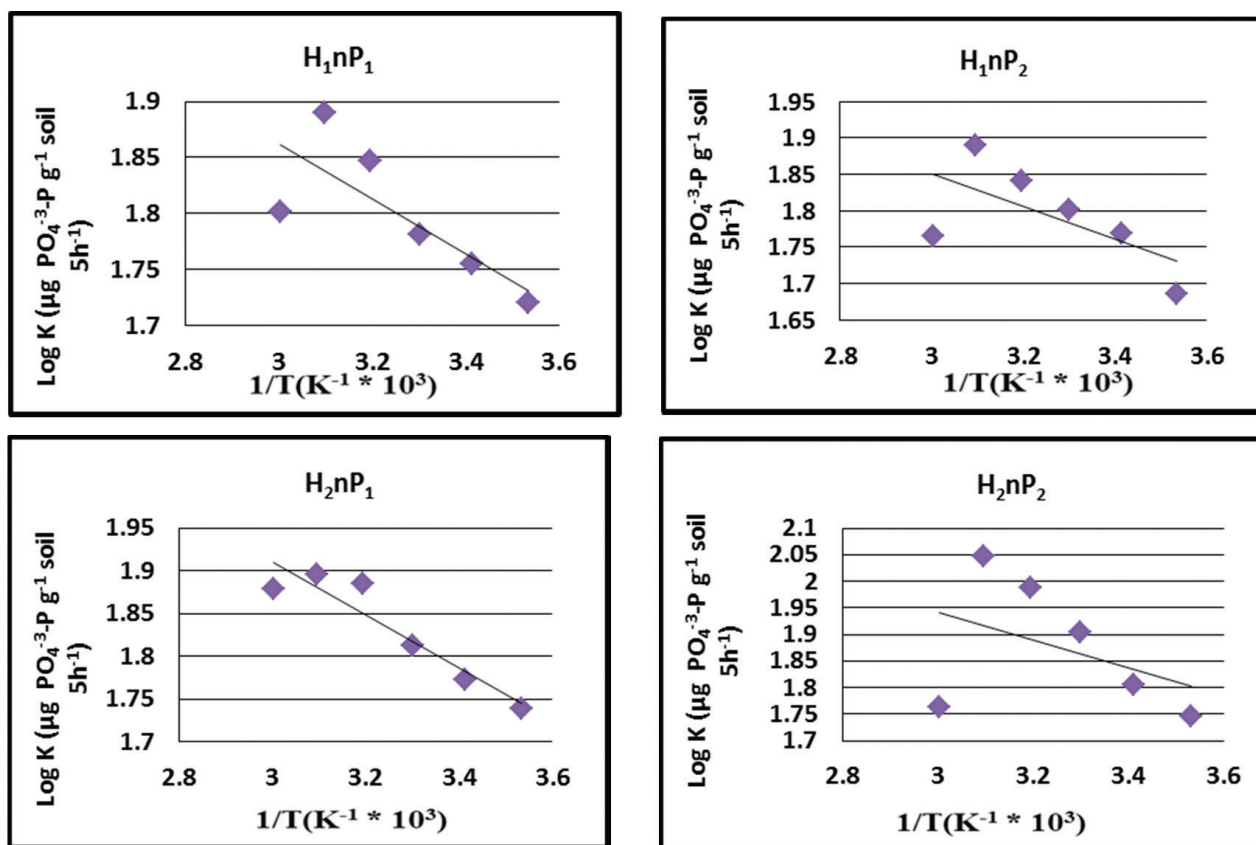 H₁nP₁
Log K (µg PO₄⁻³-P g⁻¹ soil
5h⁻¹)
1.9
1.85
1.8
1.75
1.7
2.8 3 3.2 3.4 3.6
1/T(K⁻¹ * 10³)
H₁nP₂
Log K (µg PO₄⁻³-P g⁻¹ soil
5h⁻¹)
1.95
1.9
1.85
1.8
1.75
1.7
1.65
2.8 3 3.2 3.4 3.6
1/T(K⁻¹ * 10³)
H₂nP₁
Log K (µg PO₄⁻³-P g⁻¹ soil
5h⁻¹)
1.95
1.9
1.85
1.8
1.75
1.7
2.8 3 3.2 3.4 3.6
1/T(K⁻¹ * 10³)
H₂nP₂
Log K (µg PO₄⁻³-P g⁻¹ soil
5h⁻¹)
2.1
2.05
2
1.95
1.9
1.85
1.8
1.75
1.7
2.8 3 3.2 3.4 3.6
1/T(K⁻¹ * 10³)